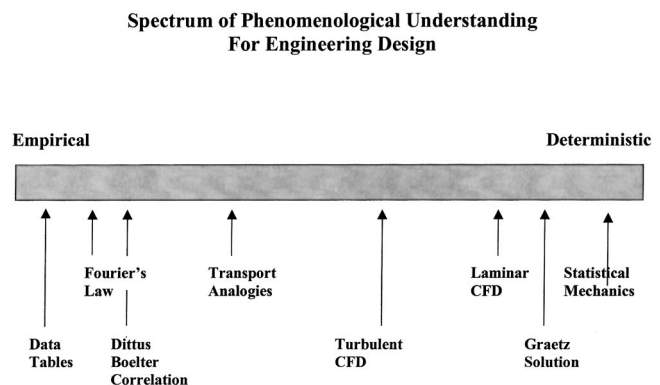 Spectrum of Phenomenological Understanding
For Engineering Design
Empirical
Deterministic
Fourier's
Law
Transport
Analogies
Laminar
CFD
Statistical
Mechanics
Data
Tables
Dittus
Boelter
Correlation
Turbulent
CFD
Graetz
Solution